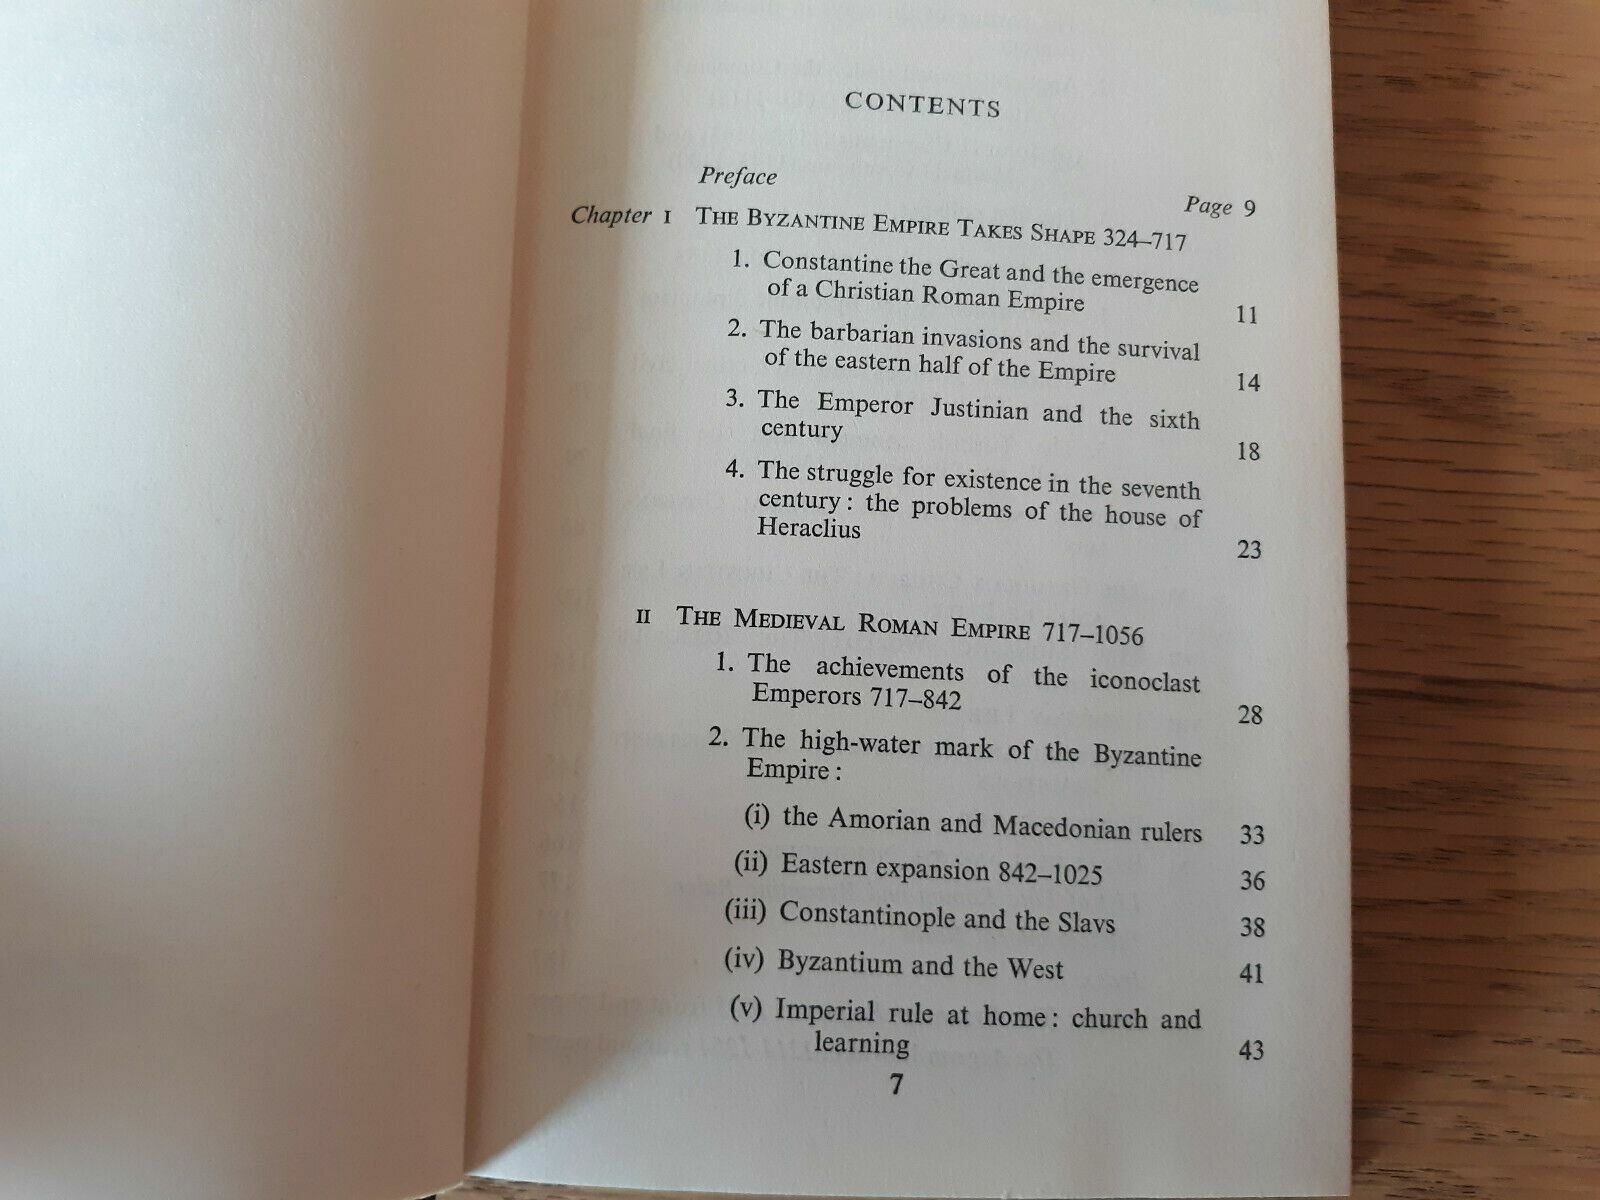 CONTENTS
Preface Page 9
Chapter I THE BYZANTINE EMPIRE TAKES SHAPE 324–717
1. Constantine the Great and the emergence
of a Christian Roman Empire 11
2. The barbarian invasions and the survival
of the eastern half of the Empire 14
3. The Emperor Justinian and the sixth
century 18
4. The struggle for existence in the seventh
century: the problems of the house of
Heraclius 23
II THE MEDIEVAL ROMAN EMPIRE 717–1056
1. The achievements of the iconoclast
Emperors 717–842 28
2. The high-water mark of the Byzantine
Empire:
(i) the Amorian and Macedonian rulers 33
(ii) Eastern expansion 842–1025 36
(iii) Constantinople and the Slavs 38
(iv) Byzantium and the West 41
(v) Imperial rule at home: church and
learning 43
7